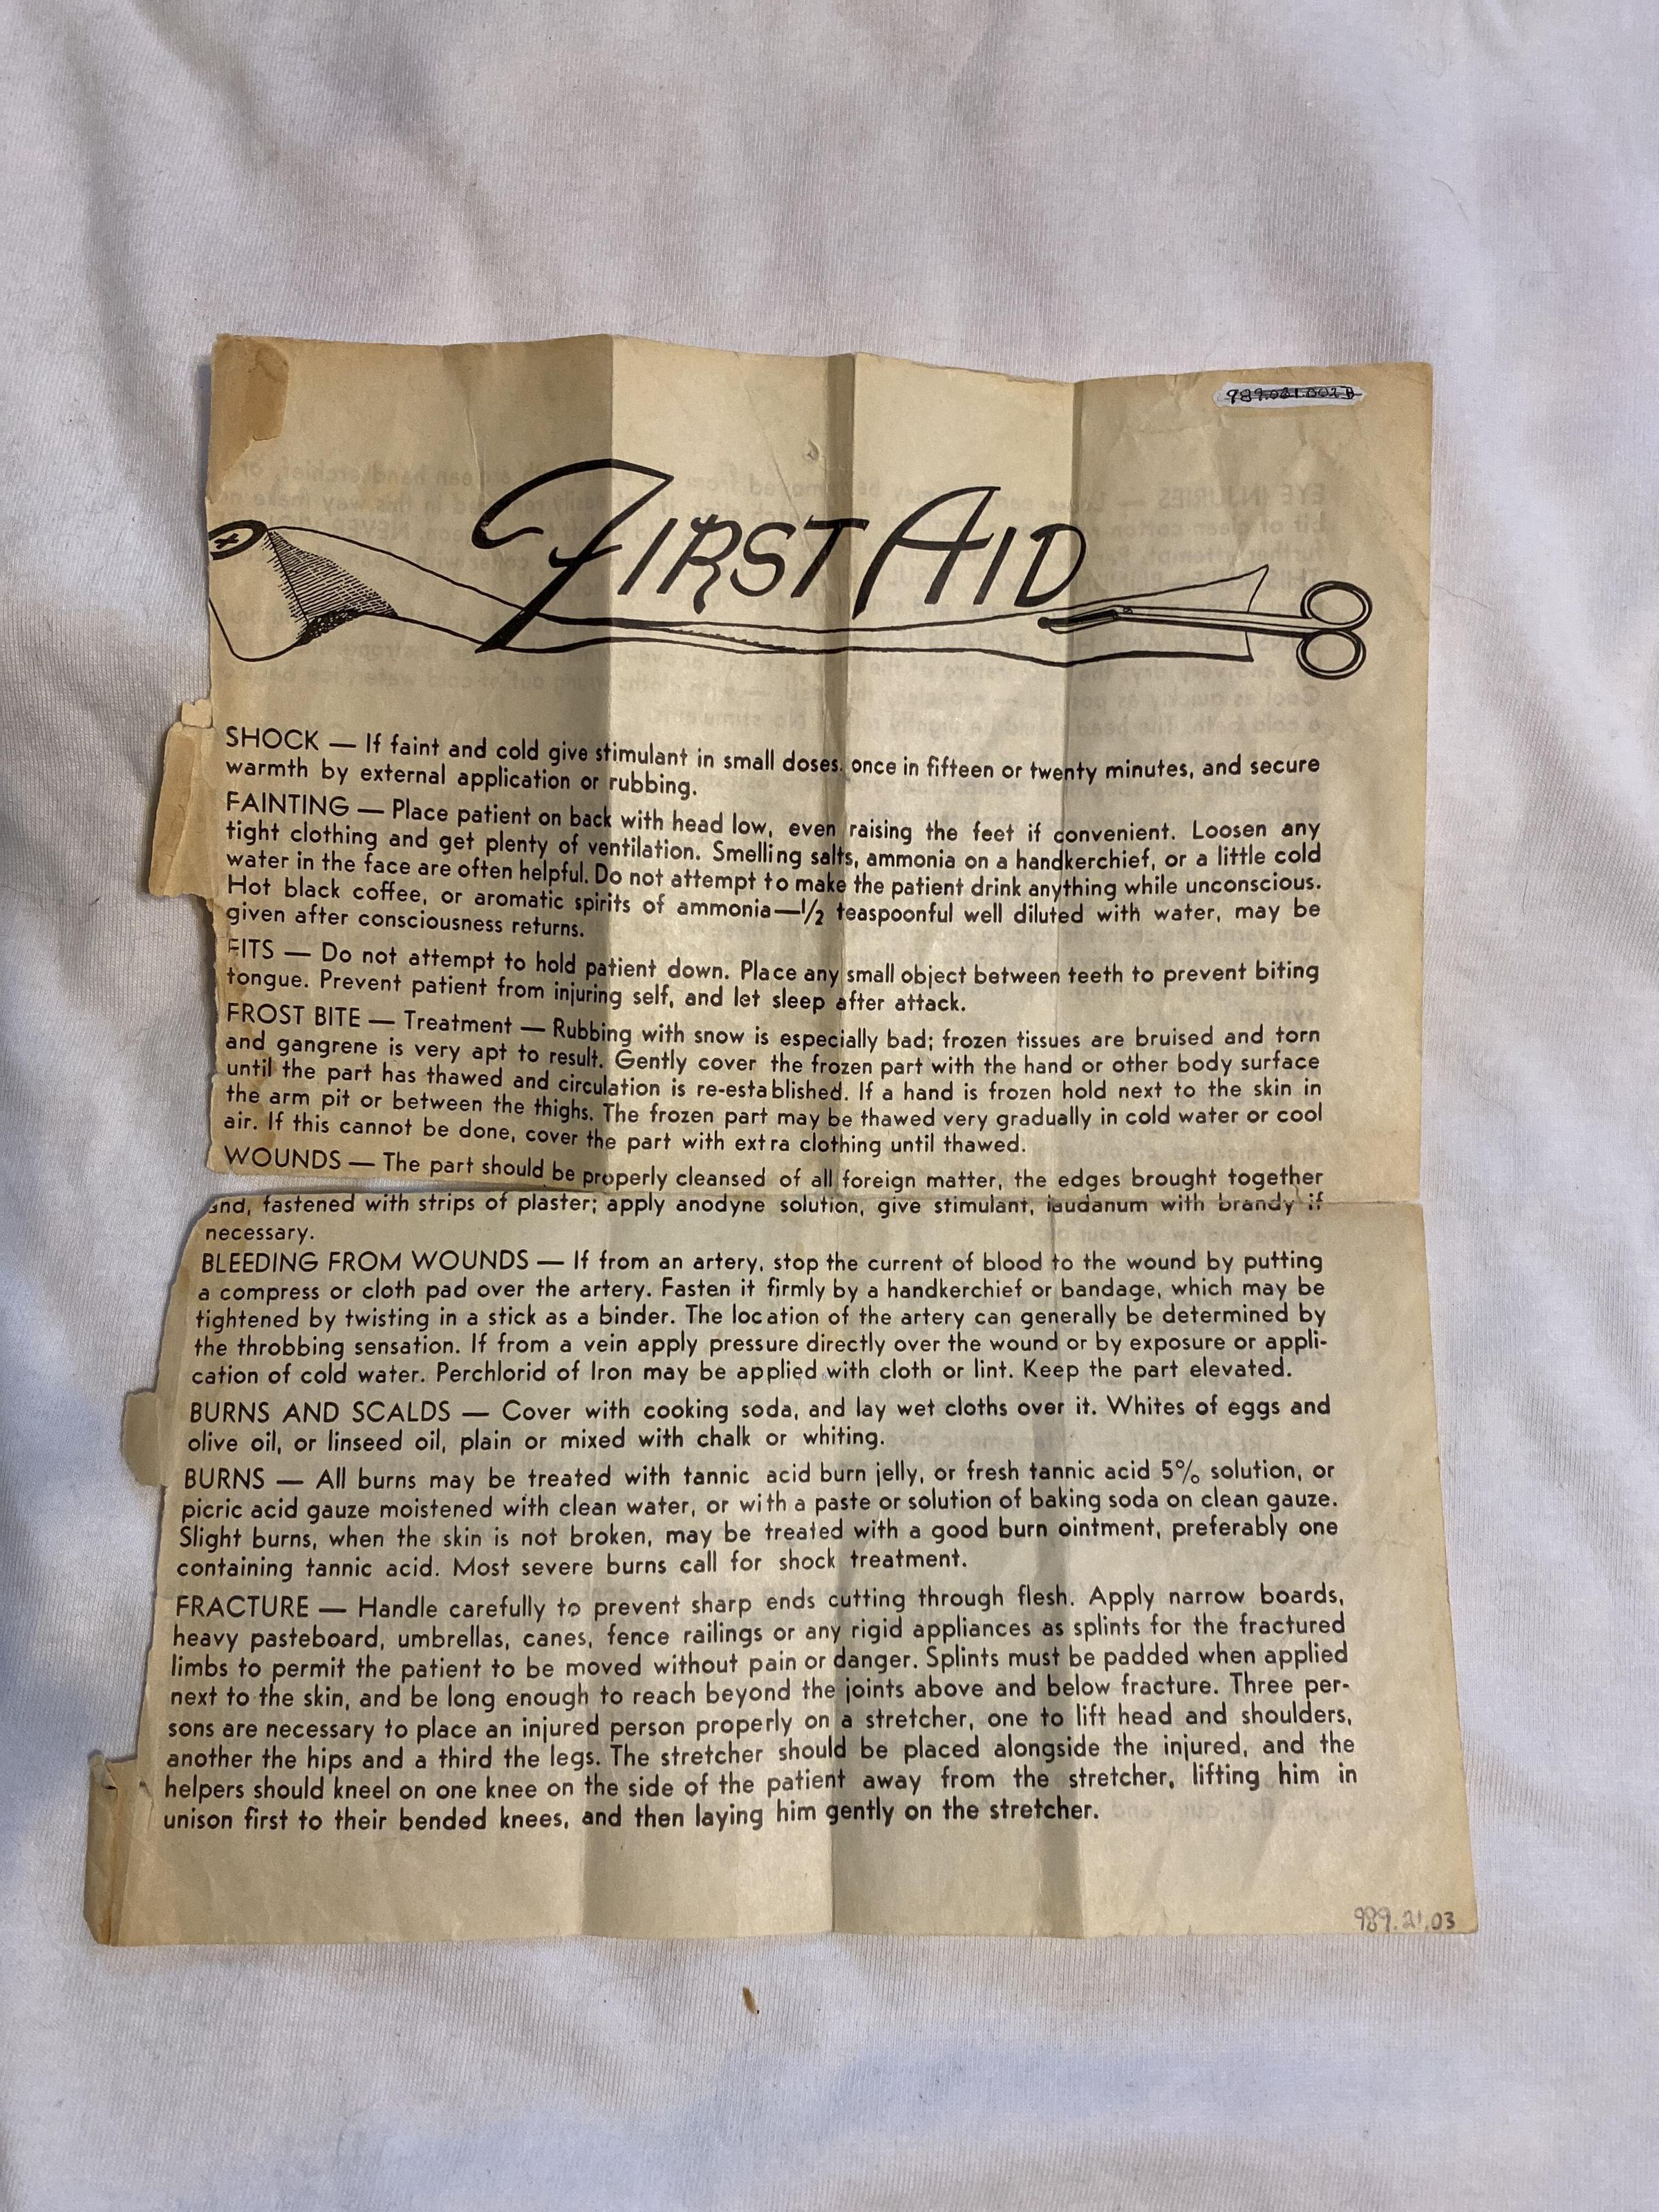 FIRST AID
SHOCK — If faint and cold give stimulant in small doses. once in fifteen or twenty minutes, and secure
warmth by external application or rubbing.
FAINTING — Place patient on back with head low, even raising the feet if convenient. Loosen any
tight clothing and get plenty of ventilation. Smelling salts, ammonia on a handkerchief, or a little cold
water in the face are often helpful. Do not attempt to make the patient drink anything while unconscious.
Hot black coffee, or aromatic spirits of ammonia—1/2 teaspoonful well diluted with water, may be
given after consciousness returns.
FITS — Do not attempt to hold patient down. Place any small object between teeth to prevent biting
tongue. Prevent patient from injuring self, and let sleep after attack.
FROST BITE — Treatment — Rubbing with snow is especially bad; frozen tissues are bruised and torn
and gangrene is very apt to result. Gently cover the frozen part with the hand or other body surface
until the part has thawed and circulation is re-established. If a hand is frozen hold next to the skin in
the arm pit or between the thighs. The frozen part may be thawed very gradually in cold water or cool
air. If this cannot be done, cover the part with extra clothing until thawed.
WOUNDS — The part should be properly cleansed of all foreign matter, the edges brought together
and, fastened with strips of plaster; apply anodyne solution, give stimulant, laudanum with brandy if
necessary.
BLEEDING FROM WOUNDS — If from an artery, stop the current of blood to the wound by putting
a compress or cloth pad over the artery. Fasten it firmly by a handkerchief or bandage, which may be
tightened by twisting in a stick as a binder. The location of the artery can generally be determined by
the throbbing sensation. If from a vein apply pressure directly over the wound or by exposure or appli-
cation of cold water. Perchlorid of Iron may be applied with cloth or lint. Keep the part elevated.
BURNS AND SCALDS — Cover with cooking soda, and lay wet cloths over it. Whites of eggs and
olive oil, or linseed oil, plain or mixed with chalk or whiting.
BURNS — All burns may be treated with tannic acid burn jelly, or fresh tannic acid 5% solution, or
picric acid gauze moistened with clean water, or with a paste or solution of baking soda on clean gauze.
Slight burns, when the skin is not broken, may be treated with a good burn ointment, preferably one
containing tannic acid. Most severe burns call for shock treatment.
FRACTURE — Handle carefully to prevent sharp ends cutting through flesh. Apply narrow boards,
heavy pasteboard, umbrellas, canes, fence railings or any rigid appliances as splints for the fractured
limbs to permit the patient to be moved without pain or danger. Splints must be padded when applied
next to the skin, and be long enough to reach beyond the joints above and below fracture. Three per-
sons are necessary to place an injured person properly on a stretcher, one to lift head and shoulders,
another the hips and a third the legs. The stretcher should be placed alongside the injured, and the
helpers should kneel on one knee on the side of the patient away from the stretcher, lifting him in
unison first to their bended knees, and then laying him gently on the stretcher.
989.21.03